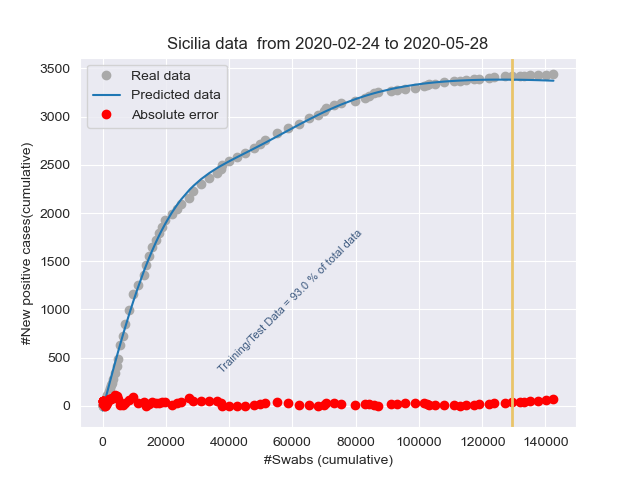 Sicilia data  from 2020-02-24 to 2020-05-28
Real data
Predicted data
Absolute error
3500
3000
2500
2000
1500
1000
500
0
#New positive cases(cumulative)
Training/Test Data = 93.0 % of total data
0
20000
40000
60000
80000
100000
120000
140000
#Swabs (cumulative)